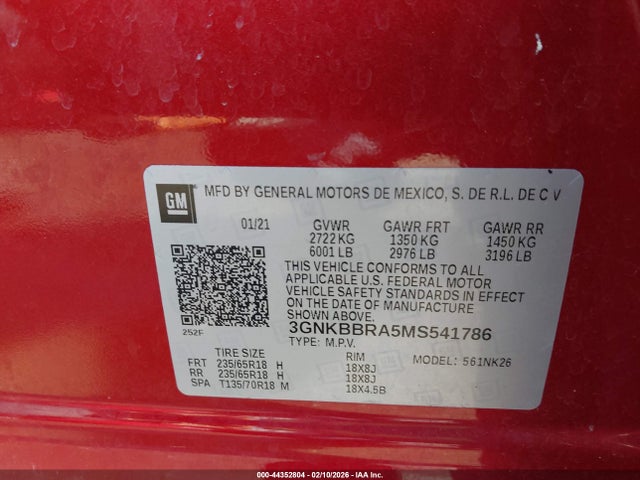 GM MFD BY GENERAL MOTORS DE MEXICO, S. DE R.L. DE C V
01/21 GVWR GAWR FRT GAWR RR
2722 KG 1350 KG 1450 KG
6001 LB 2976 LB 3196 LB
THIS VEHICLE CONFORMS TO ALL
APPLICABLE U.S. FEDERAL MOTOR
VEHICLE SAFETY STANDARDS IN EFFECT
ON THE DATE OF MANUFACTURE
SHOWN ABOVE.
3GNKBBRA5MS541786
252F
TYPE: M.P.V.
TIRE SIZE RIM MODEL: 561NK26
FRT 235/65R18 H 18X8J
RR 235/65R18 H 18X8J
SPA T135/70R18 M 18X4.5B
000-44352804 - 02/10/2026 - IAA Inc.